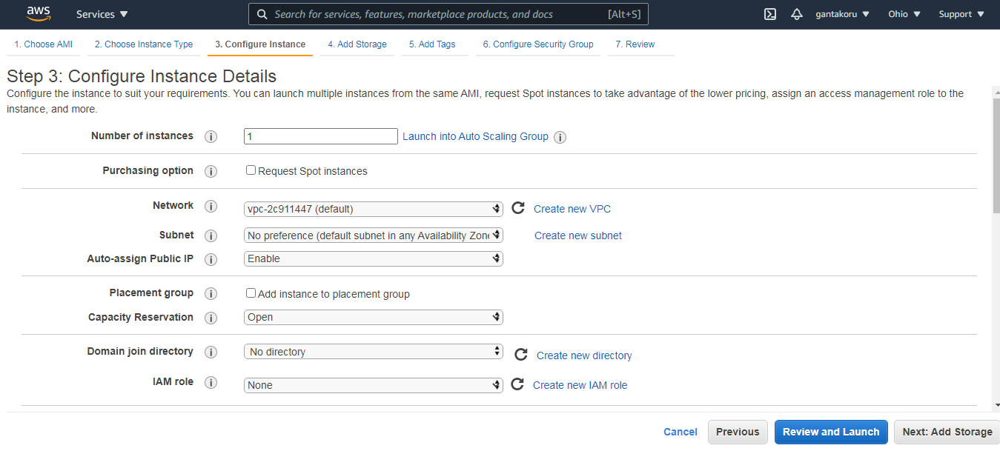 aws Services Search for services, features, marketplace products, and docs [Alt+S] gantakoru Ohio Support
1. Choose AMI 2. Choose Instance Type 3. Configure Instance 4. Add Storage 5. Add Tags 6. Configure Security Group 7. Review
Step 3: Configure Instance Details
Configure the instance to suit your requirements. You can launch multiple instances from the same AMI, request Spot instances to take advantage of the lower pricing, assign an access management role to the
instance, and more.
Number of instances i 1 Launch into Auto Scaling Group i
Purchasing option i Request Spot instances
Network i vpc-2c911447 (default) Create new VPC
Subnet i No preference (default subnet in any Availability Zone Create new subnet
Auto-assign Public IP i Enable
Placement group i Add instance to placement group
Capacity Reservation i Open
Domain join directory i No directory Create new directory
IAM role i None Create new IAM role
Cancel Previous Review and Launch Next: Add Storage